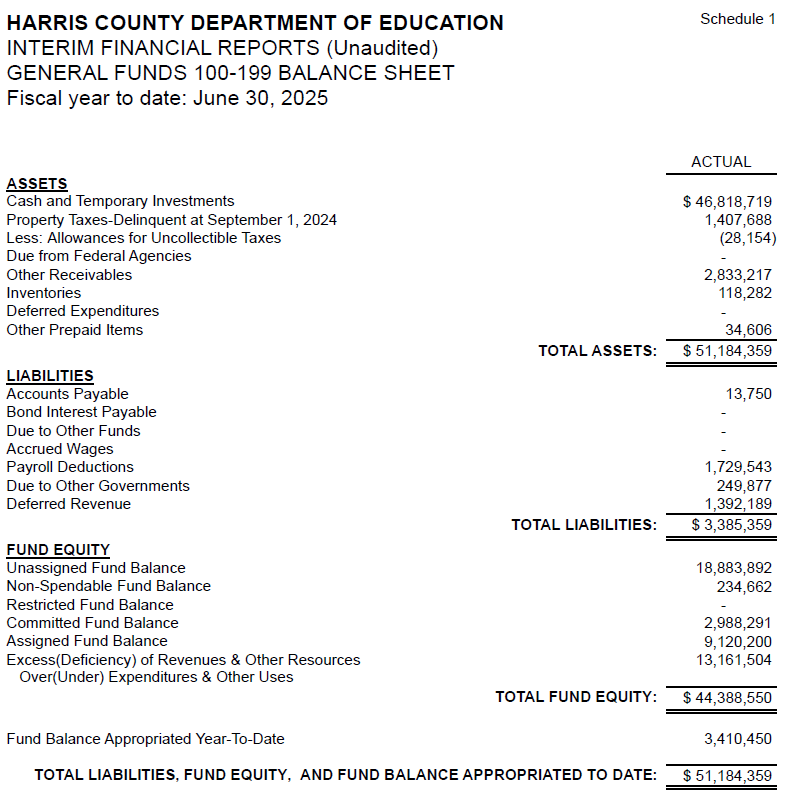 HARRIS COUNTY DEPARTMENT OF EDUCATION Schedule 1
INTERIM FINANCIAL REPORTS (Unaudited)
GENERAL FUNDS 100-199 BALANCE SHEET
Fiscal year to date: June 30, 2025
ACTUAL
ASSETS
Cash and Temporary Investments $ 46,818,719
Property Taxes-Delinquent at September 1, 2024 1,407,688
Less: Allowances for Uncollectible Taxes (28,154)
Due from Federal Agencies -
Other Receivables 2,833,217
Inventories 118,282
Deferred Expenditures -
Other Prepaid Items 34,606
TOTAL ASSETS: $ 51,184,359
LIABILITIES
Accounts Payable 13,750
Bond Interest Payable -
Due to Other Funds -
Accrued Wages -
Payroll Deductions 1,729,543
Due to Other Governments 249,877
Deferred Revenue 1,392,189
TOTAL LIABILITIES: $ 3,385,359
FUND EQUITY
Unassigned Fund Balance 18,883,892
Non-Spendable Fund Balance 234,662
Restricted Fund Balance -
Committed Fund Balance 2,988,291
Assigned Fund Balance 9,120,200
Excess(Deficiency) of Revenues & Other Resources 13,161,504
Over(Under) Expenditures & Other Uses
TOTAL FUND EQUITY: $ 44,388,550
Fund Balance Appropriated Year-To-Date 3,410,450
TOTAL LIABILITIES, FUND EQUITY, AND FUND BALANCE APPROPRIATED TO DATE: $ 51,184,359